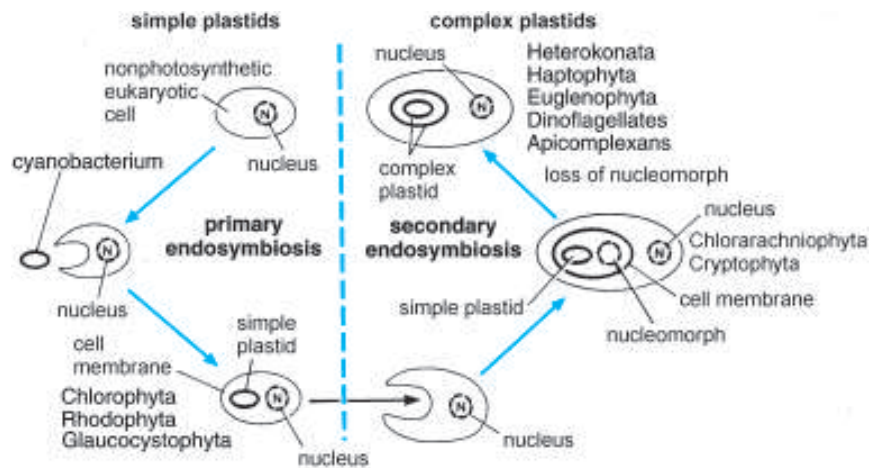 simple plastids
complex plastids
nonphotosynthetic
eukaryotic
cell
N
nucleus
cyanobacterium
N
nucleus
primary
endosymbiosis
cell
membrane
simple
plastid
N
Chlorophyta
Rhodophyta
Glaucocystophyta
nucleus
nucleus
N
complex
plastid
Heterokonata
Haptophyta
Euglenophyta
Dinoflagellates
Apicomplexans
loss of nucleomorph
secondary
endosymbiosis
nucleus
N
Chlorarachniophyta
Cryptophyta
simple plastid
cell membrane
nucleomorph
N
nucleus